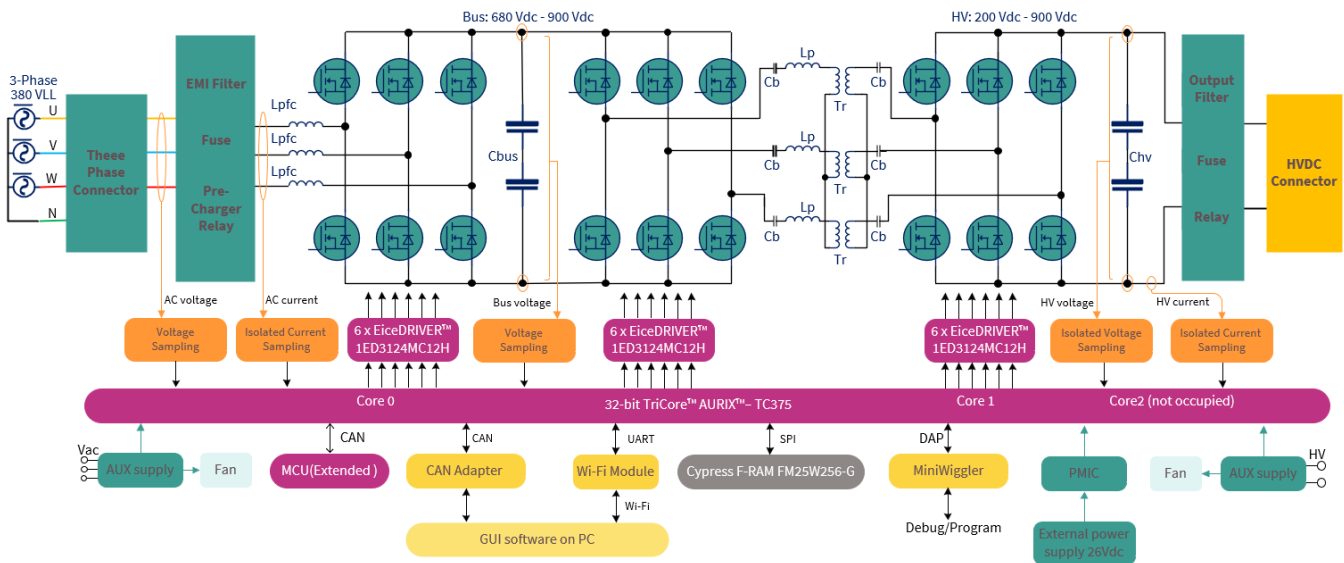 Bus: 680 Vdc - 900 Vdc
HV: 200 Vdc - 900 Vdc
3-Phase
380 VLL
U
V
W
N
Theee
Phase
Connector
EMI Filter
Fuse
Pre-
Charger
Relay
Lpfc
Lpfc
Lpfc
Cbus
Cb
Lp
Tr
Cb
Cb
Lp
Tr
Cb
Cb
Lp
Tr
Cb
Chv
Output
Filter
Fuse
Relay
HVDC
Connector
AC voltage
AC current
Bus voltage
HV voltage
HV current
Voltage
Sampling
Isolated Current
Sampling
6 x EiceDRIVER™
1ED3124MC12H
Voltage
Sampling
6 x EiceDRIVER™
1ED3124MC12H
6 x EiceDRIVER™
1ED3124MC12H
Isolated Voltage
Sampling
Isolated Current
Sampling
Core 0
32-bit TriCore™ AURIX™– TC375
Core 1
Core2 (not occupied)
Vac
AUX supply
Fan
CAN
MCU(Extended )
CAN
CAN Adapter
UART
Wi-Fi Module
Wi-Fi
GUI software on PC
SPI
Cypress F-RAM FM25W256-G
DAP
MiniWiggler
Debug/Program
PMIC
External power
supply 26Vdc
Fan
AUX supply
HV